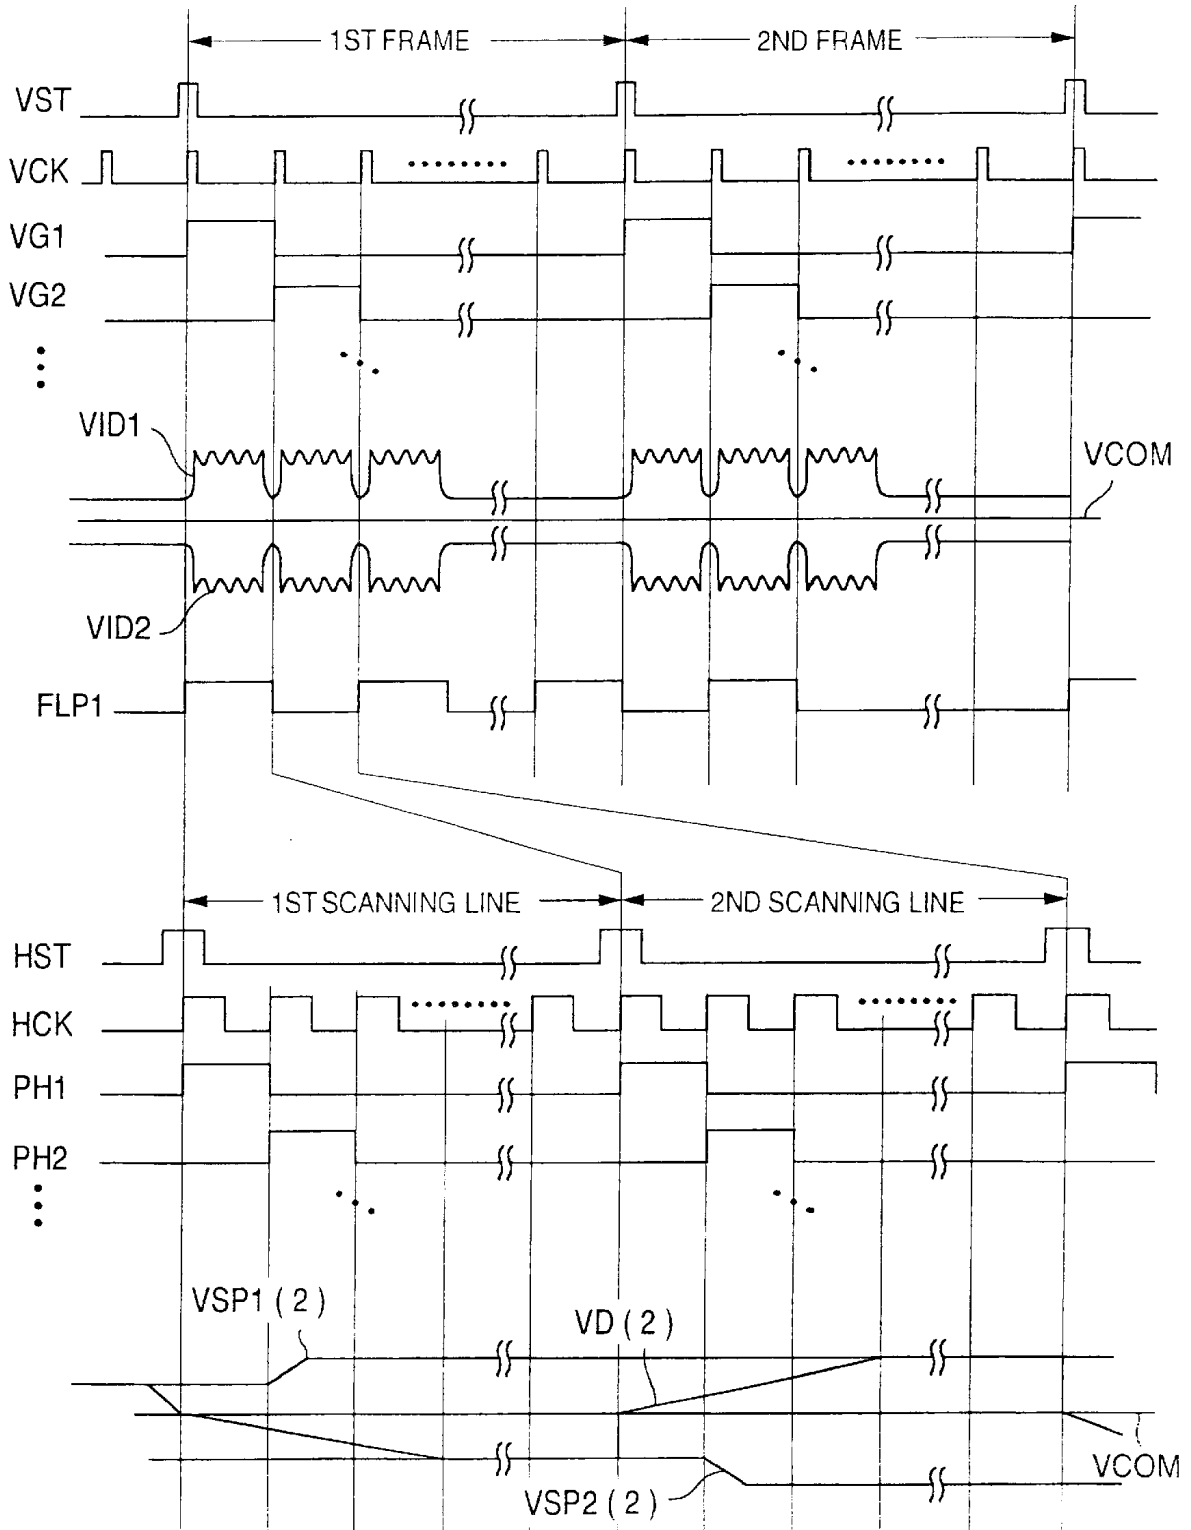 1ST FRAME
2ND FRAME
VST
VCK
VG1
VG2
VID1
VCOM
VID2
FLP1
1ST SCANNING LINE
2ND SCANNING LINE
HST
HCK
PH1
PH2
VSP1 ( 2 )
VD ( 2 )
VCOM
VSP2 ( 2 )